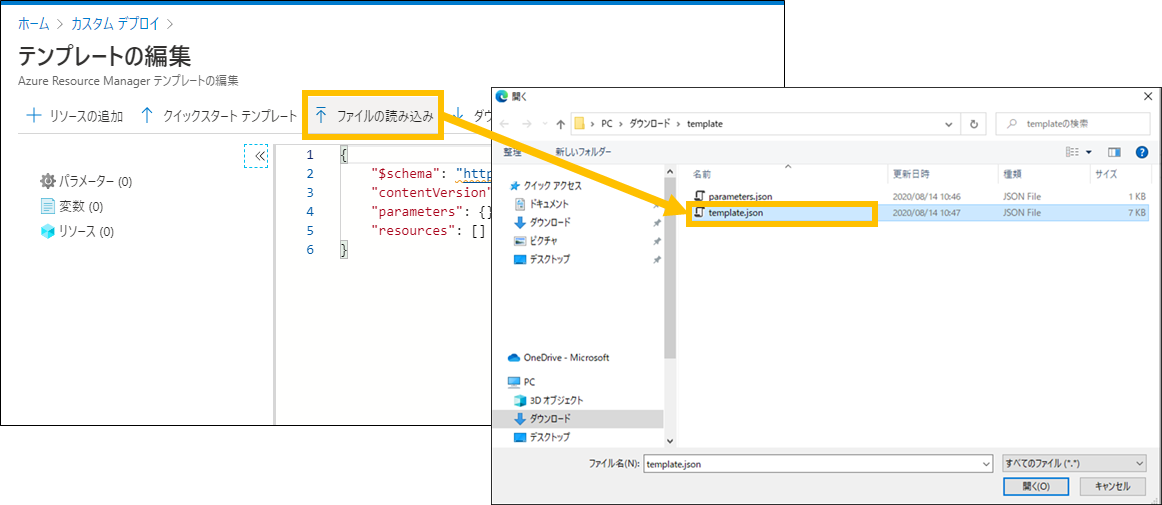 ホーム > カスタム デプロイ >
テンプレートの編集
Azure Resource Manager テンプレートの編集
リソースの追加 クイックスタート テンプレート ファイルの読み込み
パラメーター (0)
変数 (0)
リソース (0)
1 {
2 "$schema": "http
3 "contentVersion"
4 "parameters": {}
5 "resources": []
6 }
開く
PC > ダウンロード > template
templateの検索
整理 新しいフォルダー
名前 更新日時 種類 サイズ
parameters.json 2020/08/14 10:46 JSON File 1 KB
template.json 2020/08/14 10:47 JSON File 7 KB
クイック アクセス
ドキュメント
ダウンロード
ピクチャ
デスクトップ
OneDrive - Microsoft
PC
3D オブジェクト
ダウンロード
デスクトップ
ファイル名(N): template.json すべてのファイル (*.*)
開く(O) キャンセル